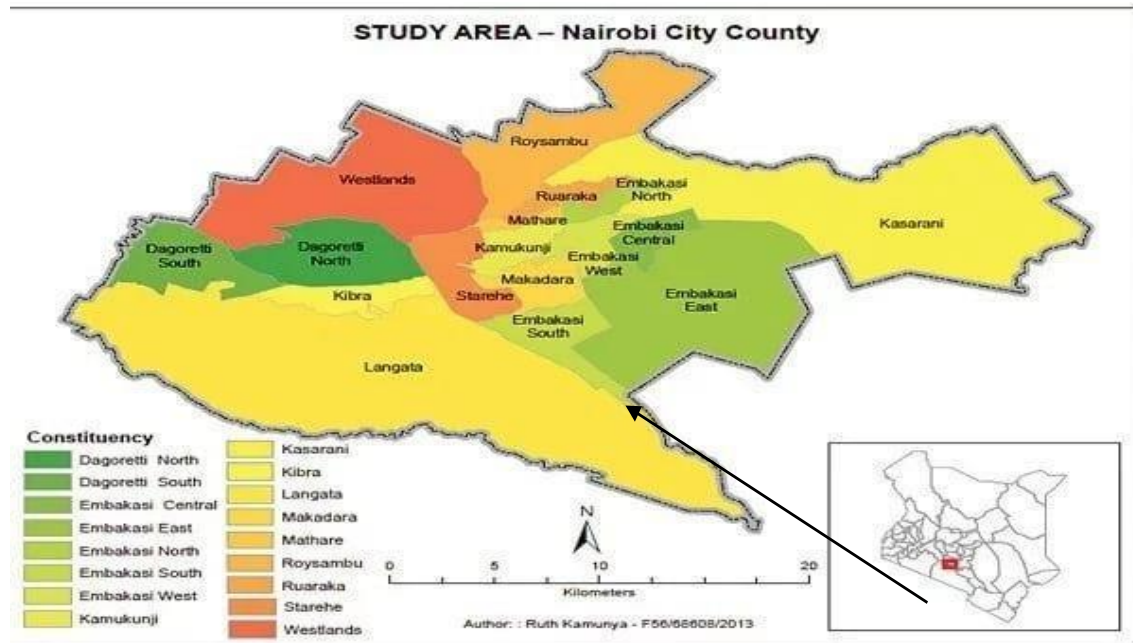 STUDY AREA – Nairobi City County
Roysambu
Westlands
Ruaraka
Embakasi
North
Kasarani
Mathare
Embakasi
Central
Dagoretti
South
Dagoretti
North
Kamukunji
Embakasi
West
Makadara
Kibra
Starehe
Embakasi
East
Embakasi
South
Langata
Constituency
Dagoretti North
Dagoretti South
Embakasi Central
Embakasi East
Embakasi North
Embakasi South
Embakasi West
Kamukunji
Kasarani
Kibra
Langata
Makadara
Mathare
Roysambu
Ruaraka
Starehe
Westlands
N
0 5 10 20
Kilometers
Author: : Ruth Kamunya - F56/68608/2013